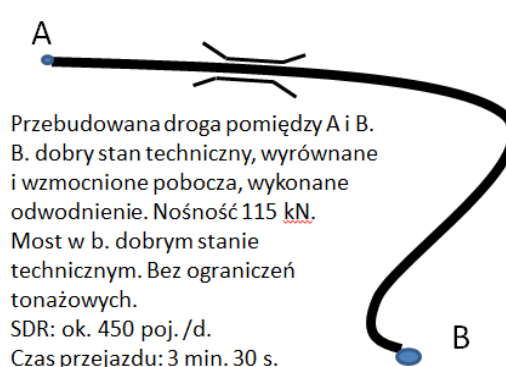 A
Przebudowana droga pomiędzy A i B.
B. dobry stan techniczny, wyrównane
i wzmocnione pobocza, wykonane
odwodnienie. Nośność 115 kN.
Most w b. dobrym stanie
technicznym. Bez ograniczeń
tonażowych.
SDR: ok. 450 poj./d.
B
Czas przejazdu: 3 min. 30 s.